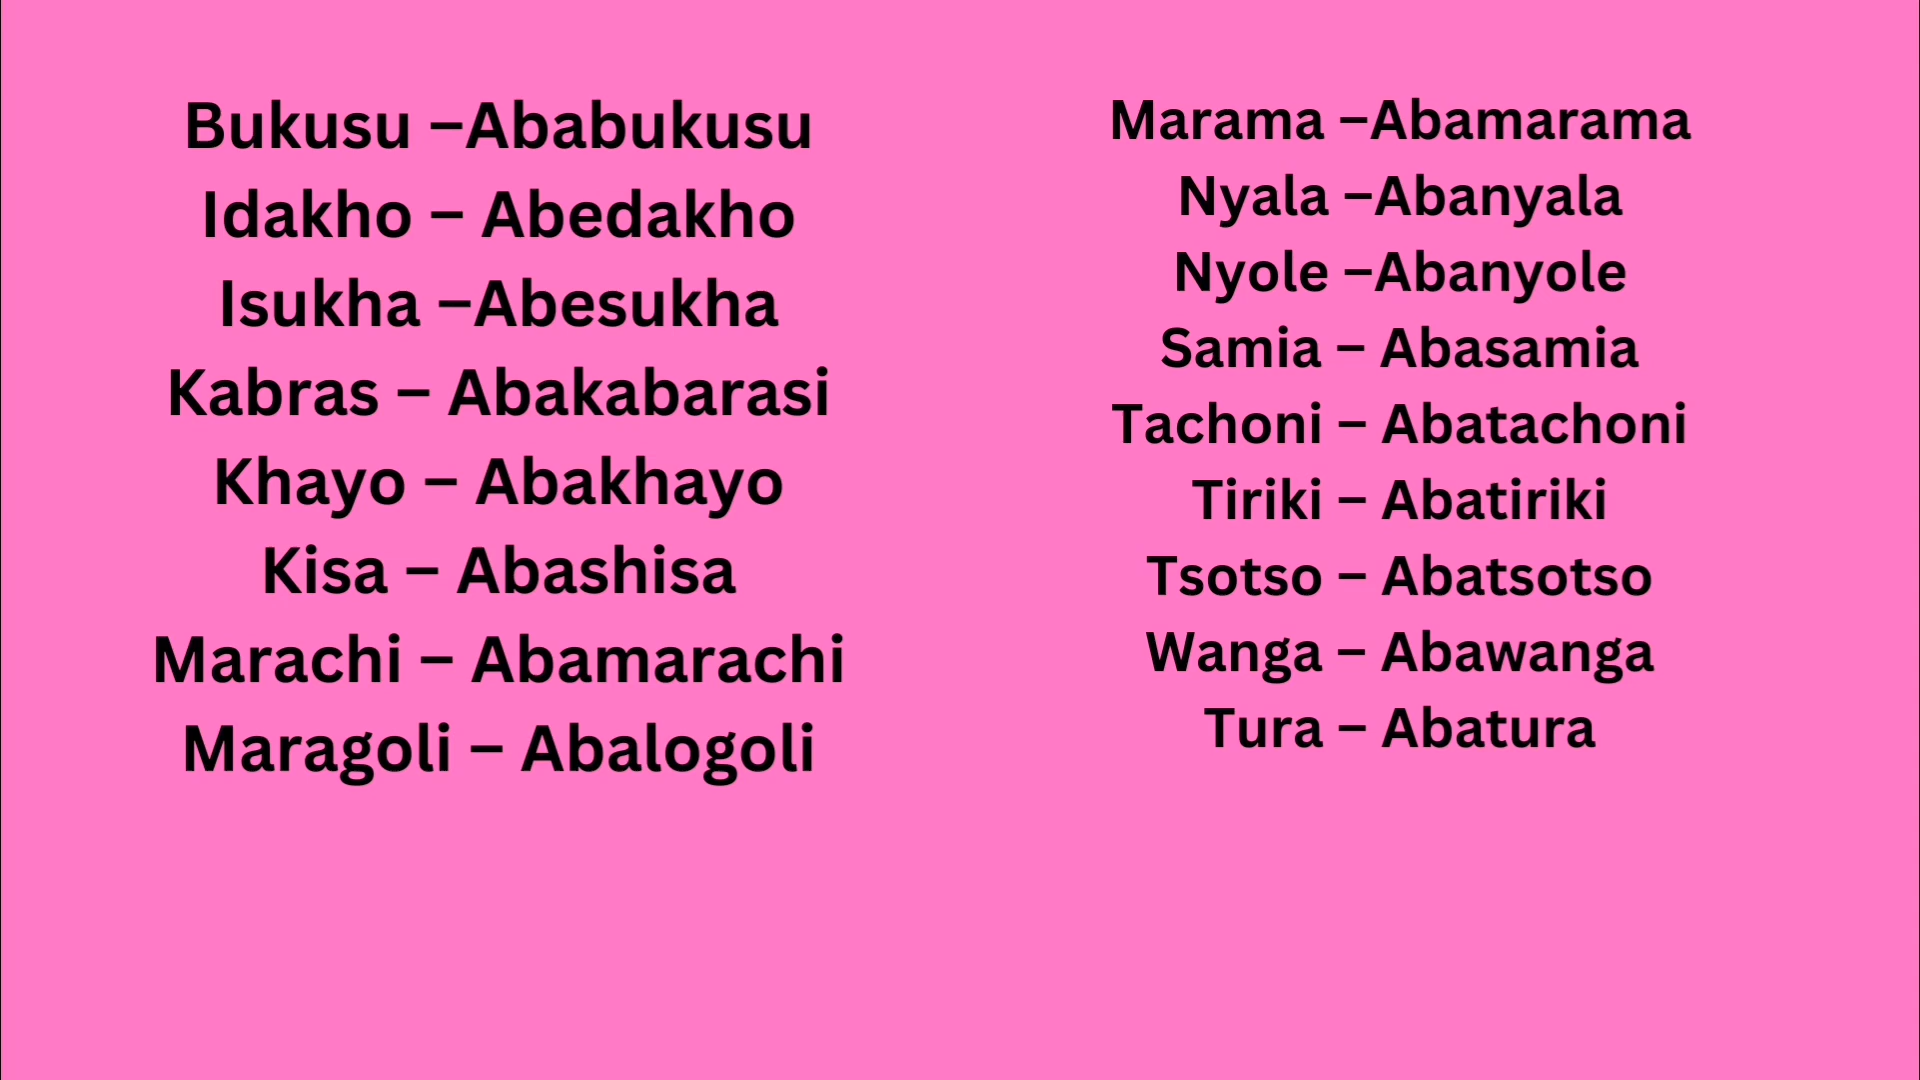 Bukusu –Ababukusu
Idakho – Abedakho
Isukha –Abesukha
Kabras – Abakabarasi
Khayo – Abakhayo
Kisa – Abashisa
Marachi – Abamarachi
Maragoli – Abalogoli
Marama –Abamarama
Nyala –Abanyala
Nyole –Abanyole
Samia – Abasamia
Tachoni – Abatachoni
Tiriki – Abatiriki
Tsotso – Abatsotso
Wanga – Abawanga
Tura – Abatura